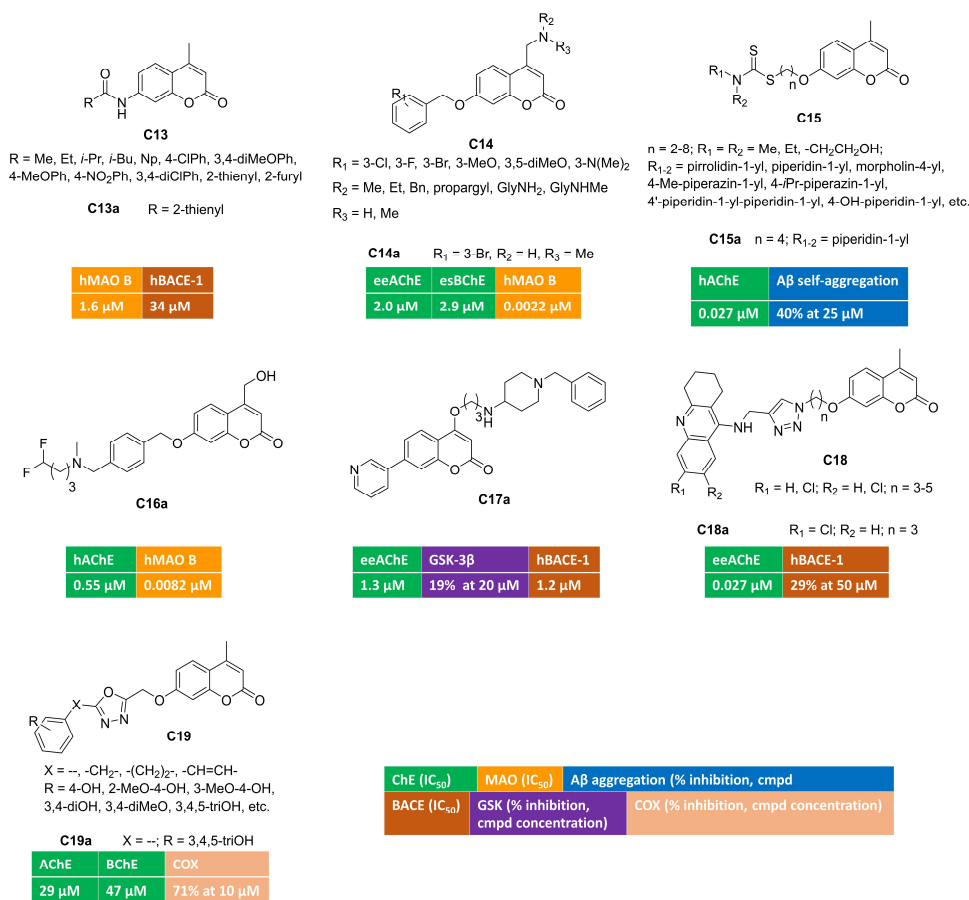 O
R
N
H
O
O
C13
R = Me, Et, i-Pr, i-Bu, Np, 4-ClPh, 3,4-diMeOPh,
4-MeOPh, 4-NO2Ph, 3,4-diClPh, 2-thienyl, 2-furyl
C13a R = 2-thienyl
hMAO B hBACE-1
1.6 µM 34 µM
R2
N
R3
R1
O
O
O
C14
R1 = 3-Cl, 3-F, 3-Br, 3-MeO, 3,5-diMeO, 3-N(Me)2
R2 = Me, Et, Bn, propargyl, GlyNH2, GlyNHMe
R3 = H, Me
C14a R1 = 3-Br, R2 = H, R3 = Me
eeAChE esBChE hMAO B
2.0 µM 2.9 µM 0.0022 µM
S
R1
N
S
n
O
O
O
R2
C15
n = 2-8; R1 = R2 = Me, Et, -CH2CH2OH;
R1-2 = pirrolidin-1-yl, piperidin-1-yl, morpholin-4-yl,
4-Me-piperazin-1-yl, 4-iPr-piperazin-1-yl,
4'-piperidin-1-yl-piperidin-1-yl, 4-OH-piperidin-1-yl, etc.
C15a n = 4; R1-2 = piperidin-1-yl
hAChE Aβ self-aggregation
0.027 µM 40% at 25 µM
OH
F
F
3
N
O
O
O
C16a
hAChE hMAO B
0.55 µM 0.0082 µM
N
3
N
H
O
N
O
O
C17a
eeAChE GSK-3β hBACE-1
1.3 µM 19% at 20 µM 1.2 µM
N
NH
N
N
N
n
O
O
O
R1
R2
C18
R1 = H, Cl; R2 = H, Cl; n = 3-5
C18a R1 = Cl; R2 = H; n = 3
eeAChE hBACE-1
0.027 µM 29% at 50 µM
R
X
O
N
N
O
O
O
C19
X = --, -CH2-, -(CH2)2-, -CH=CH-
R = 4-OH, 2-MeO-4-OH, 3-MeO-4-OH,
3,4-diOH, 3,4-diMeO, 3,4,5-triOH, etc.
C19a X = --; R = 3,4,5-triOH
AChE BChE COX
29 µM 47 µM 71% at 10 µM
ChE (IC50) MAO (IC50) Aβ aggregation (% inhibition, cmpd
BACE (IC50) GSK (% inhibition, COX (% inhibition, cmpd concentration)
cmpd concentration)